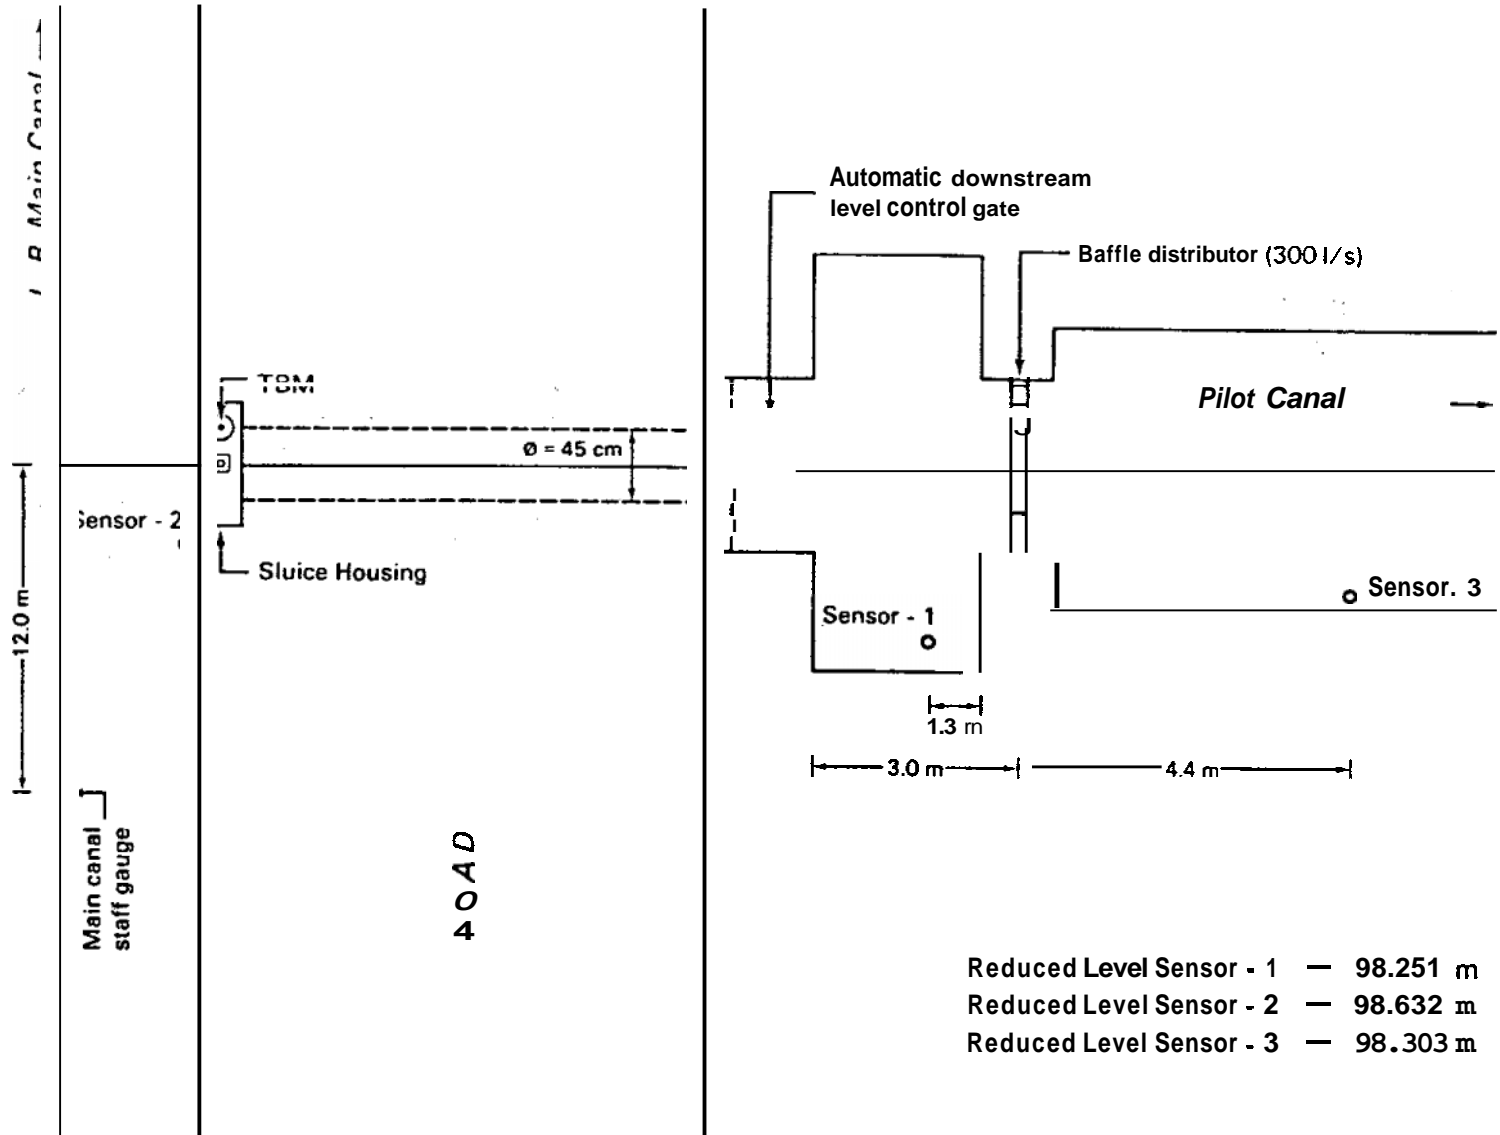 Main Canal
Automatic downstream
level control gate
Baffle distributor (300 l/s)
TBM
Pilot Canal
Ø = 45 cm
Sensor - 2
Sluice Housing
12.0 m
Sensor - 1
Sensor. 3
1.3 m
3.0 m
4.4 m
Main canal
staff gauge
4 O A D
Reduced Level Sensor - 1 — 98.251 m
Reduced Level Sensor - 2 — 98.632 m
Reduced Level Sensor - 3 — 98.303 m